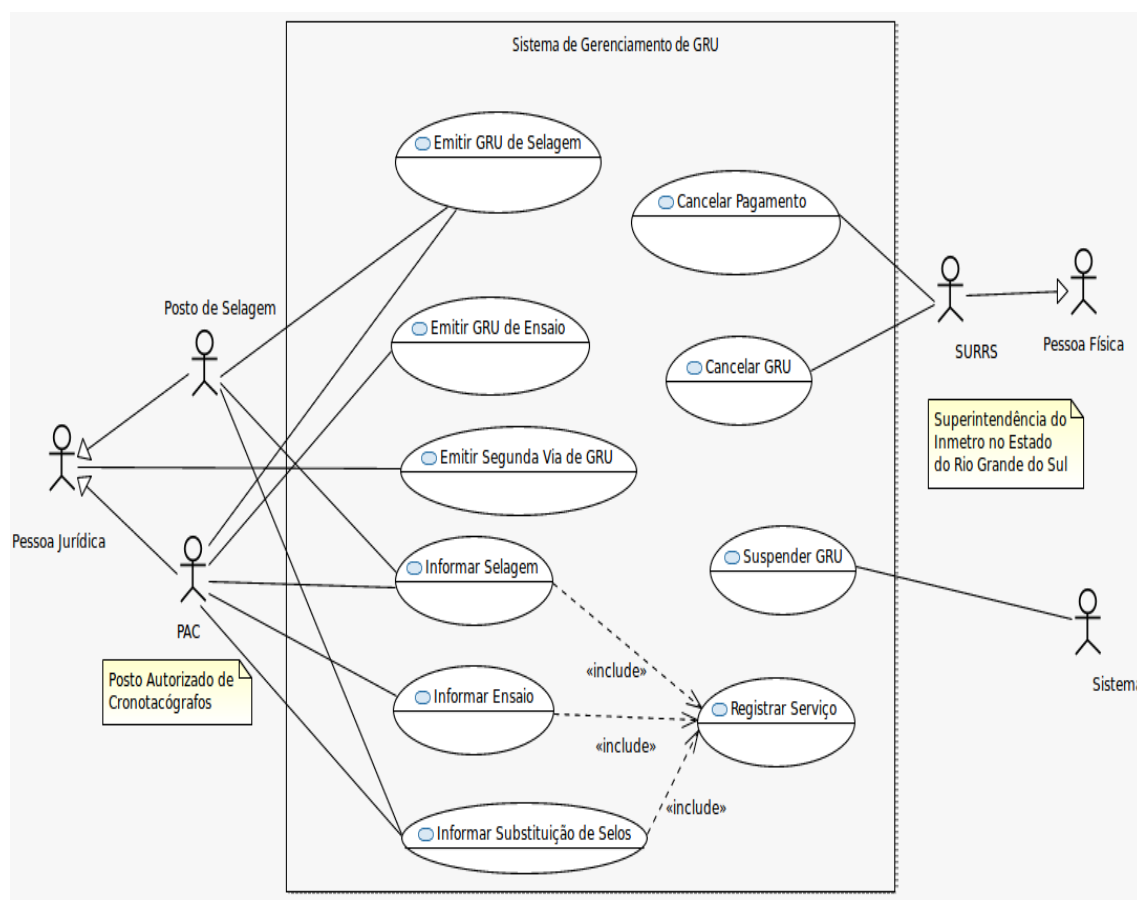 Sistema de Gerenciamento de GRU
Emitir GRU de Selagem
Cancelar Pagamento
Posto de Selagem
Emitir GRU de Ensaio
SURRS
Pessoa Física
Cancelar GRU
Superintendência do
Inmetro no Estado
do Rio Grande do Sul
Emitir Segunda Via de GRU
Pessoa Jurídica
Informar Selagem
Suspender GRU
PAC
Posto Autorizado de
Cronotacógrafos
«include»
Sistema
Informar Ensaio
Registrar Serviço
«include»
«include»
Informar Substituição de Selos